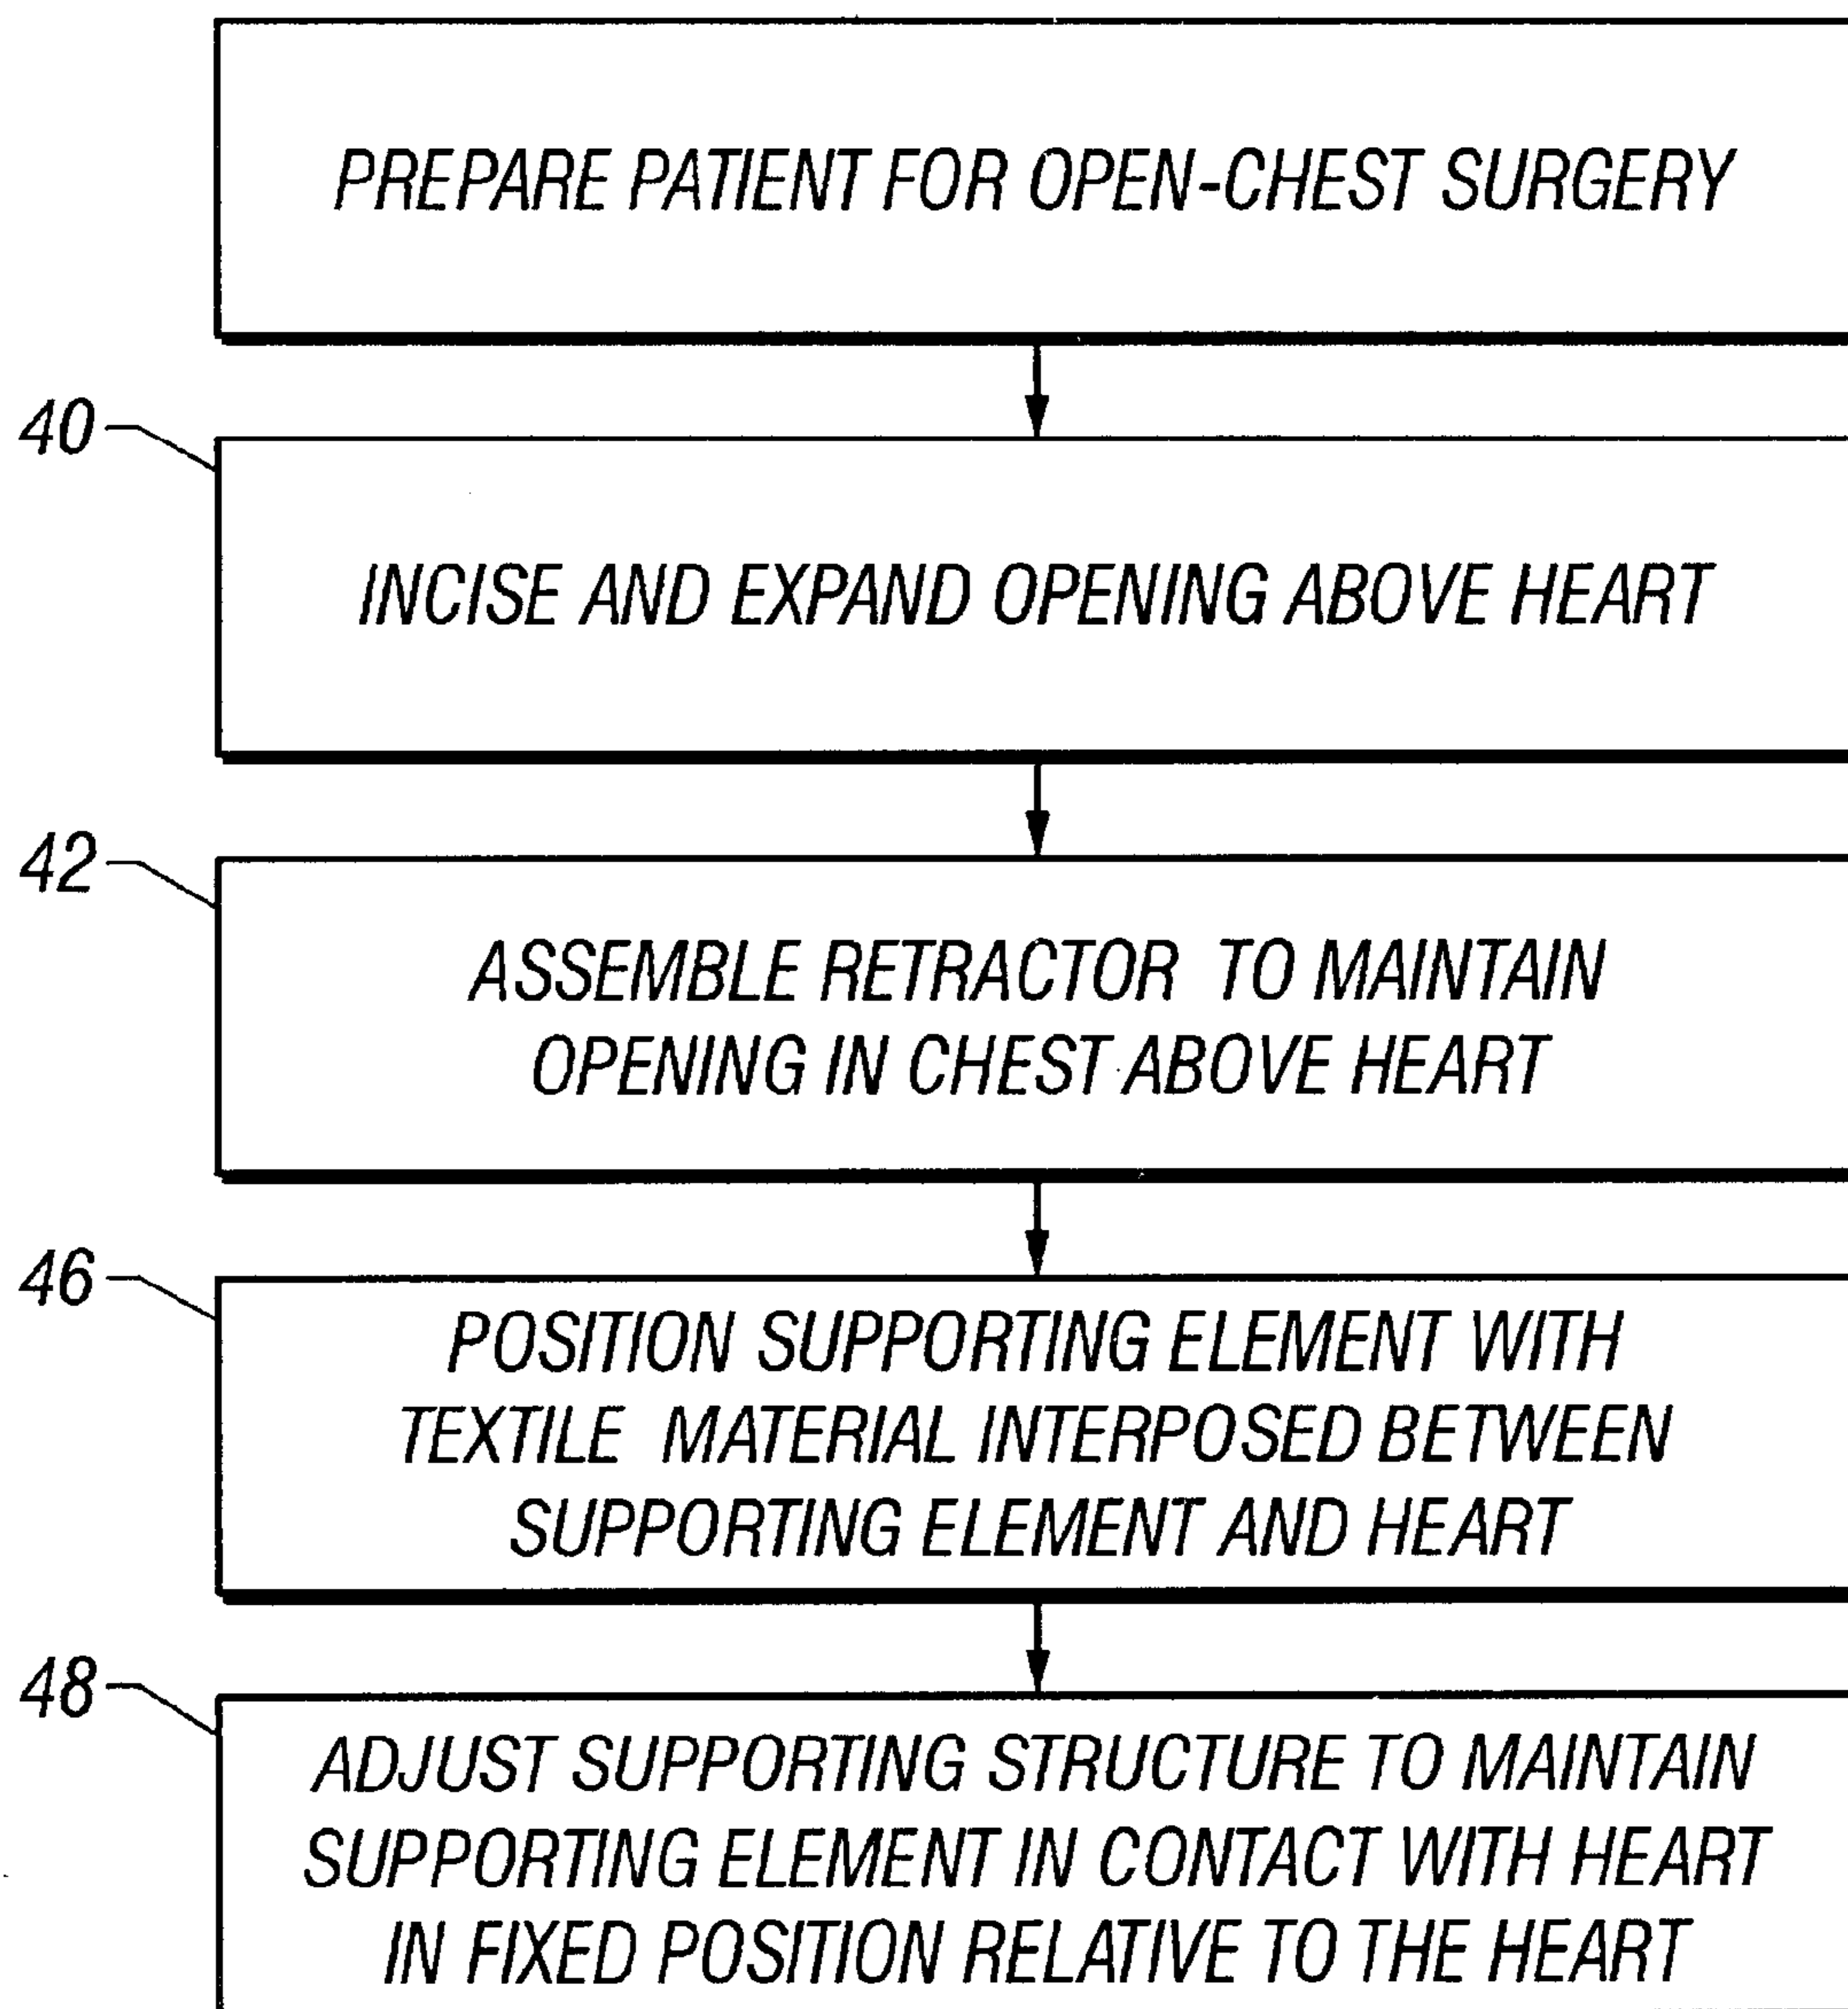 PREPARE PATIENT FOR OPEN-CHEST SURGERY
40
INCISE AND EXPAND OPENING ABOVE HEART
42
ASSEMBLE RETRACTOR TO MAINTAIN
OPENING IN CHEST ABOVE HEART
46
POSITION SUPPORTING ELEMENT WITH
TEXTILE MATERIAL INTERPOSED BETWEEN
SUPPORTING ELEMENT AND HEART
48
ADJUST SUPPORTING STRUCTURE TO MAINTAIN
SUPPORTING ELEMENT IN CONTACT WITH HEART
IN FIXED POSITION RELATIVE TO THE HEART